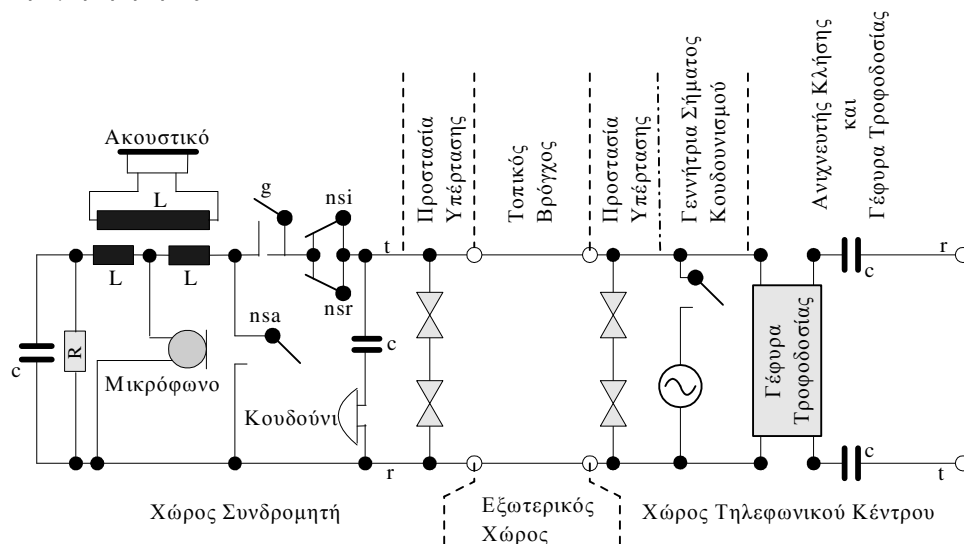 Ακουστικό
L
L
L
g
nsi
nsr
nsa
t
r
c
c
R
Μικρόφωνο
Κουδούνι
Προστασία
Υπέρτασης
Τοπικός
Βρόγχος
Προστασία
Υπέρτασης
Γεννήτρια Σήματος
Κουδουνισμού
Ανιχνευτής Κλήσης
και
Γέφυρα Τροφοδοσίας
Γέφυρα
Τροφοδοσίας
c
r
c
t
Χώρος Συνδρομητή
Εξωτερικός
Χώρος
Χώρος Τηλεφωνικού Κέντρου